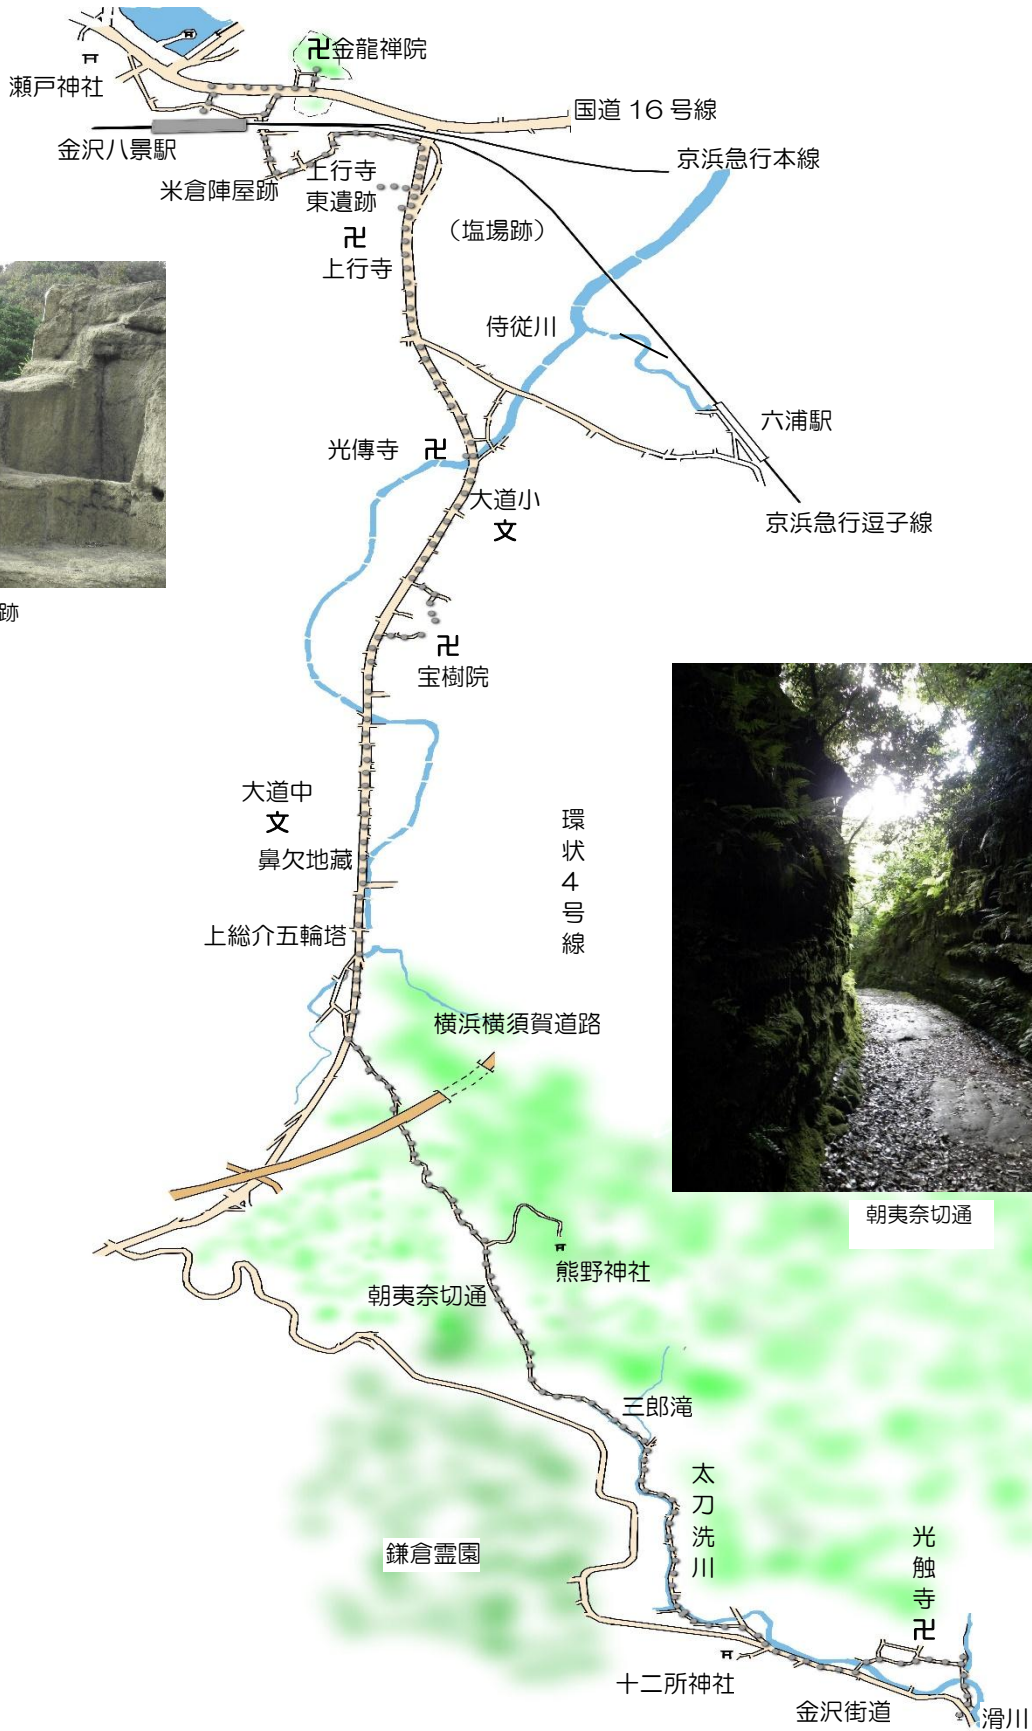 金龍禅院
瀬戸神社
国道 16 号線
金沢八景駅
京浜急行本線
米倉陣屋跡
上行寺
東遺跡
（塩場跡）
上行寺
侍従川
六浦駅
光傳寺
大道小
文
京浜急行逗子線
跡
宝樹院
大道中
文
環状4号線
鼻欠地蔵
上総介五輪塔
横浜横須賀道路
朝夷奈切通
熊野神社
朝夷奈切通
三郎滝
太刀洗川
鎌倉霊園
光触寺
十二所神社
金沢街道
滑川